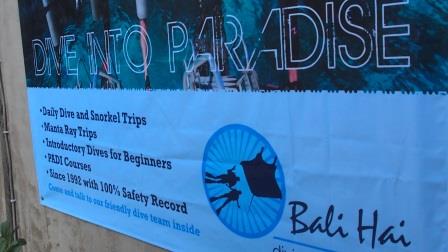 DIVE INTO PARADISE
• Daily Dive and Snorkel Trips
• Manta Ray Trips
• Introductory Dives for Beginners
• PADI Courses
• Since 1992 with 100% Safety Record
Come and talk to our friendly dive team inside
Bali Hai